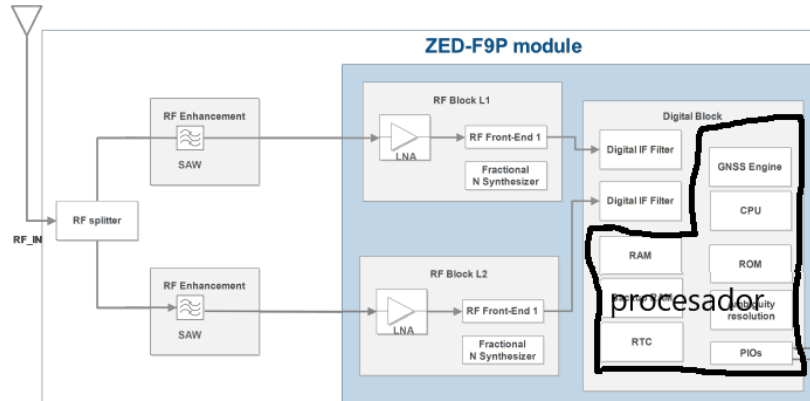 ZED-F9P module
RF Enhancement
SAW
RF Block L1
LNA
RF Front-End 1
Fractional
N Synthesizer
Digital Block
Digital IF Filter
GNSS Engine
Digital IF Filter
CPU
RF splitter
RF_IN
RAM
ROM
RF Enhancement
SAW
RF Block L2
LNA
RF Front-End 1
Fractional
N Synthesizer
procesador
resolution
RTC
PIOs